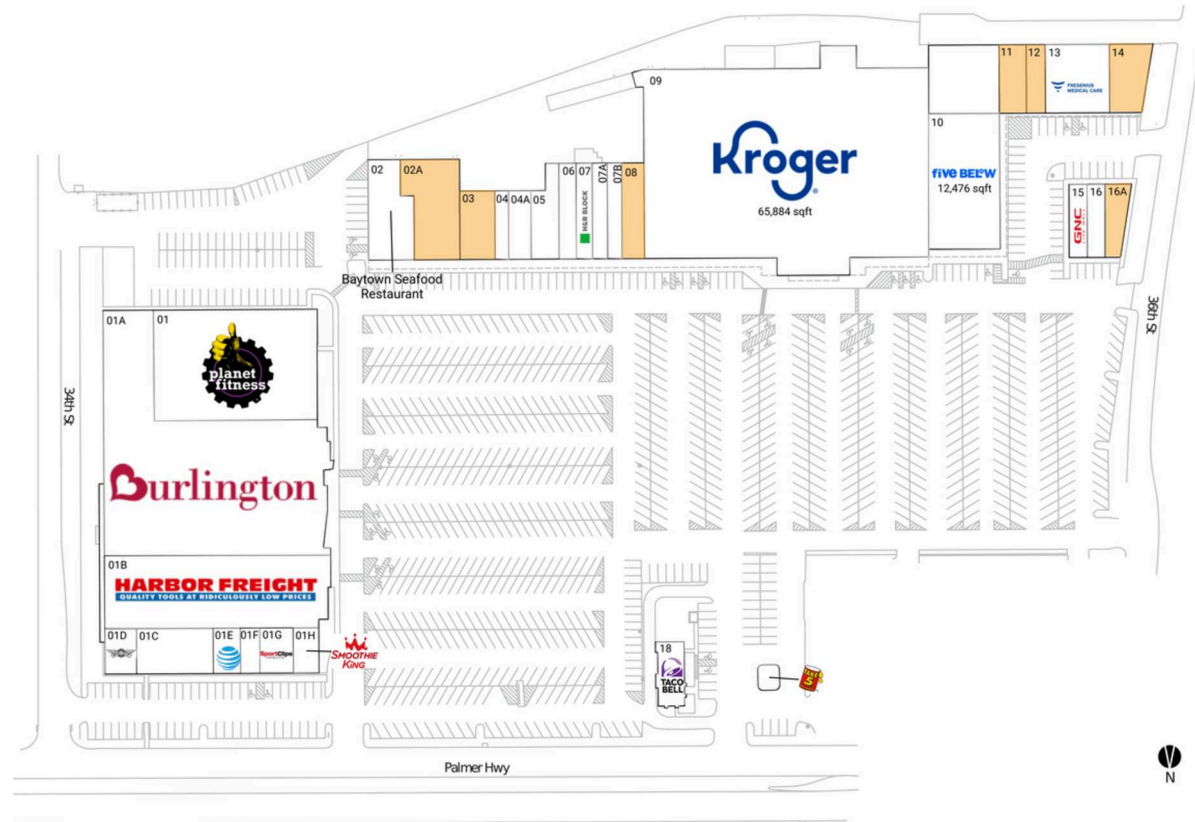 09
kroger
65,884 sqft
10
FIVE BELOW
12,476 sqft
11
12
13
FRESENIUS
MEDICAL CARE
14
15
GNC
16
16A
02
02A
03
04
04A
05
06
07
H&R BLOCK
07A
07B
08
Baytown Seafood
Restaurant
01A
01
planet
fitness
Burlington
01B
HARBOR FREIGHT
QUALITY TOOLS AT RIDICULOUSLY LOW PRICES
01D
01C
01E
AT&T
01F
01G
SportClips
01H
SMOOTHIE
KING
18
TACO
BELL
TAKE
5
34th St.
36th St.
Palmer Hwy
N